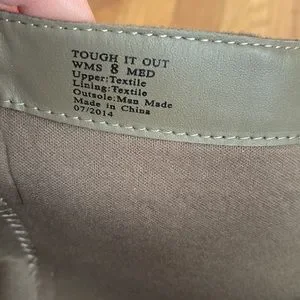 TOUGH IT OUT
WMS 8 MED
Upper:Textile
Lining:Textile
Outsole:Man Made
Made in China
07/2014